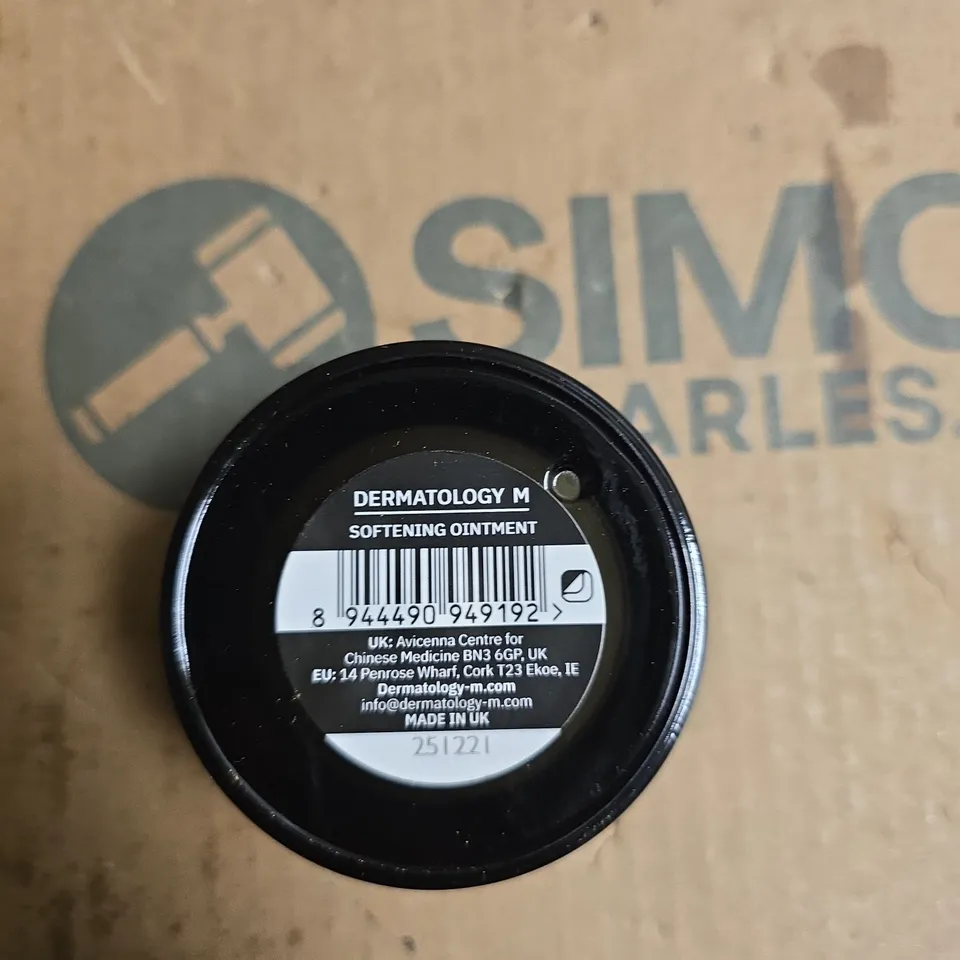 SIMO
ARLES.
DERMATOLOGY M
SOFTENING OINTMENT
8 944490 949192 >
UK: Avicenna Centre for
Chinese Medicine BN3 6GP, UK
EU: 14 Penrose Wharf, Cork T23 Ekoe, IE
Dermatology-m.com
info@dermatology-m.com
MADE IN UK
251221